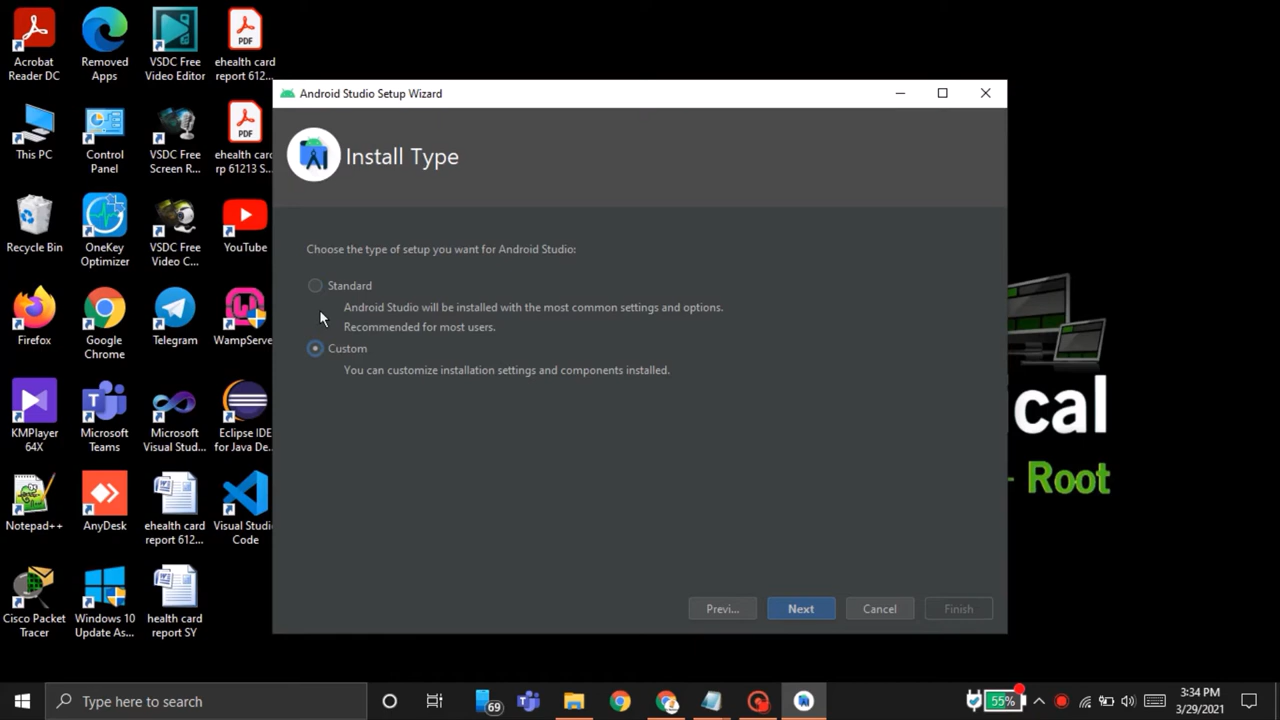 Acrobat
Reader DC
Removed
Apps
VSDC Free
Video Editor
PDF
ehealth card
report 612...
This PC
Control
Panel
VSDC Free
Screen R...
PDF
ehealth car
rp 61213 S...
Recycle Bin
OneKey
Optimizer
VSDC Free
Video C...
YouTube
Firefox
Google
Chrome
Telegram
WampServe
KMPlayer
64X
Microsoft
Teams
Microsoft
Visual Stud...
Eclipse IDE
for Java De...
Notepad++
AnyDesk
ehealth card
report 612...
Visual Studi
Code
Cisco Packet
Tracer
Windows 10
Update As...
health card
report SY
Android Studio Setup Wizard
Install Type
Choose the type of setup you want for Android Studio:
Standard
Android Studio will be installed with the most common settings and options.
Recommended for most users.
Custom
You can customize installation settings and components installed.
Previ...
Next
Cancel
Finish
cal
- Root
Type here to search
69
55%
3:34 PM
3/29/2021